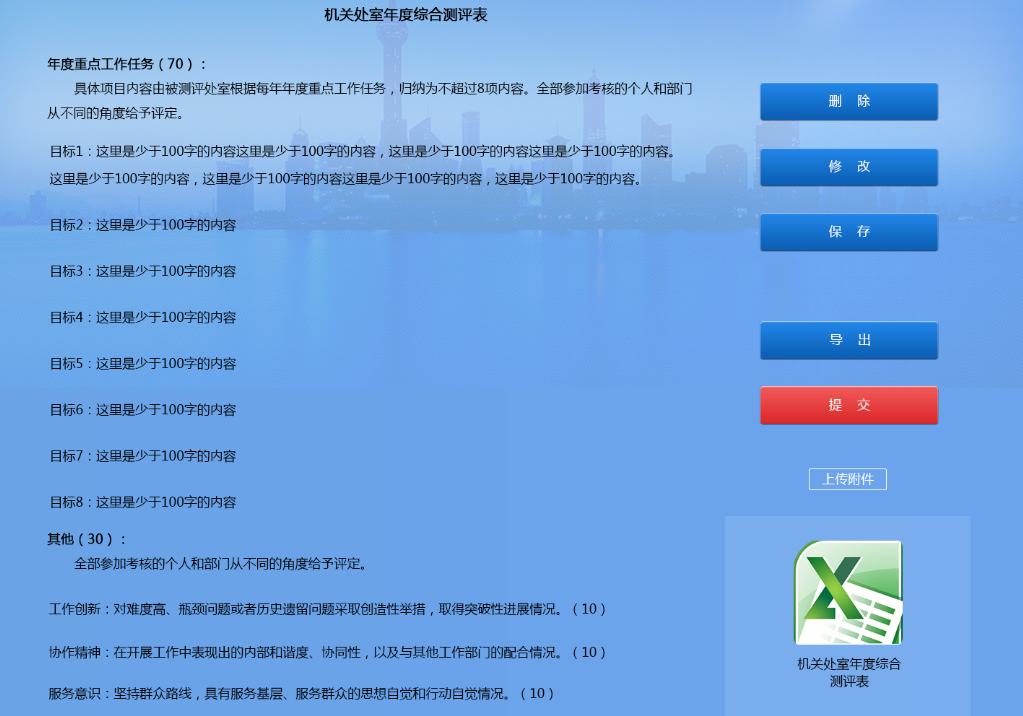 机关处室年度综合测评表
年度重点工作任务（70）：
具体项目内容由被测评处室根据每年年度重点工作任务，归纳为不超过8项内容。全部参加考核的个人和部门
从不同的角度给予评定。
目标1：这里是少于100字的内容这里是少于100字的内容，这里是少于100字的内容这里是少于100字的内容。
这里是少于100字的内容，这里是少于100字的内容这里是少于100字的内容，这里是少于100字的内容。
目标2：这里是少于100字的内容
目标3：这里是少于100字的内容
目标4：这里是少于100字的内容
目标5：这里是少于100字的内容
目标6：这里是少于100字的内容
目标7：这里是少于100字的内容
目标8：这里是少于100字的内容
其他（30）：
全部参加考核的个人和部门从不同的角度给予评定。
工作创新：对难度高、瓶颈问题或者历史遗留问题采取创造性举措，取得突破性进展情况。（10）
协作精神：在开展工作中表现出的内部和谐度、协同性，以及与其他工作部门的配合情况。（10）
服务意识：坚持群众路线，具有服务基层、服务群众的思想自觉和行动自觉情况。（10）
删 除
修 改
保 存
导 出
提 交
上传附件
机关处室年度综合
测评表